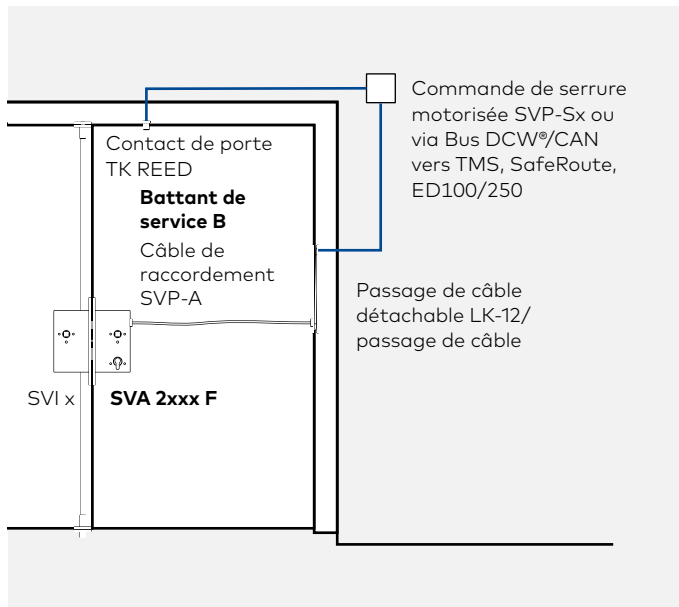 Commande de serrure
motorisée SVP-Sx ou
via Bus DCW®/CAN
vers TMS, SafeRoute,
ED100/250
Contact de porte
TK REED
Battant de
service B
Câble de
raccordement
SVP-A
Passage de câble
détachable LK-12/
passage de câble
SVI x
SVA 2xxx F